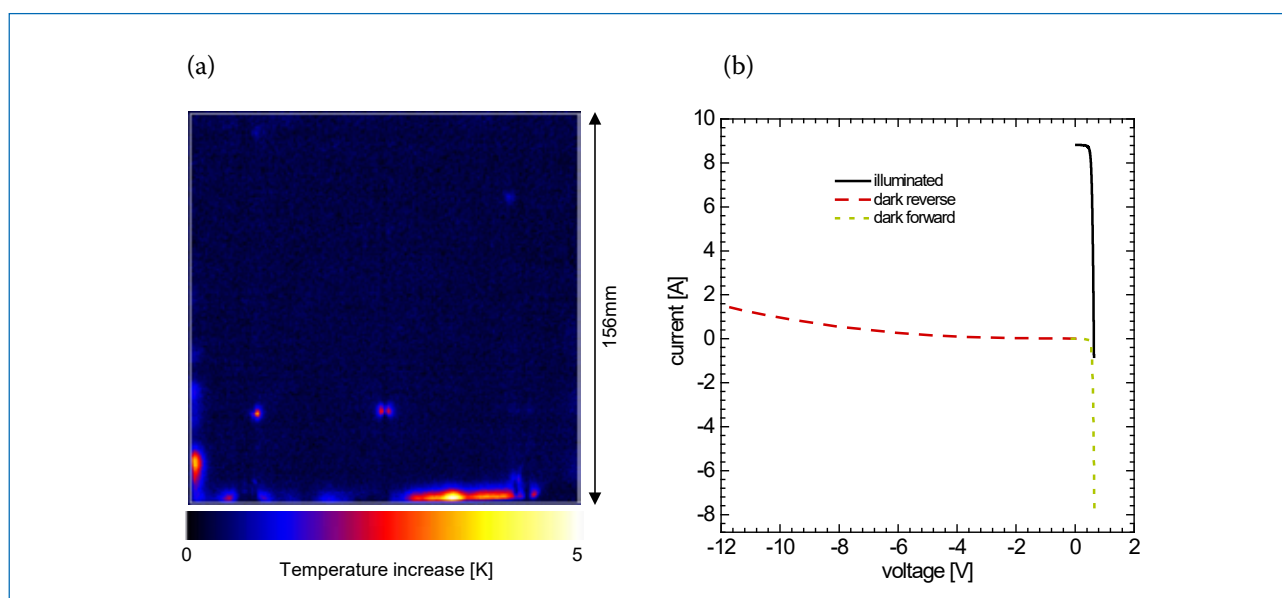 (a)
156mm
0
5
Temperature increase [K]
(b)
10
8
6
4
2
0
-2
-4
-6
-8
current [A]
illuminated
dark reverse
dark forward
-12 -10 -8 -6 -4 -2 0 2
voltage [V]